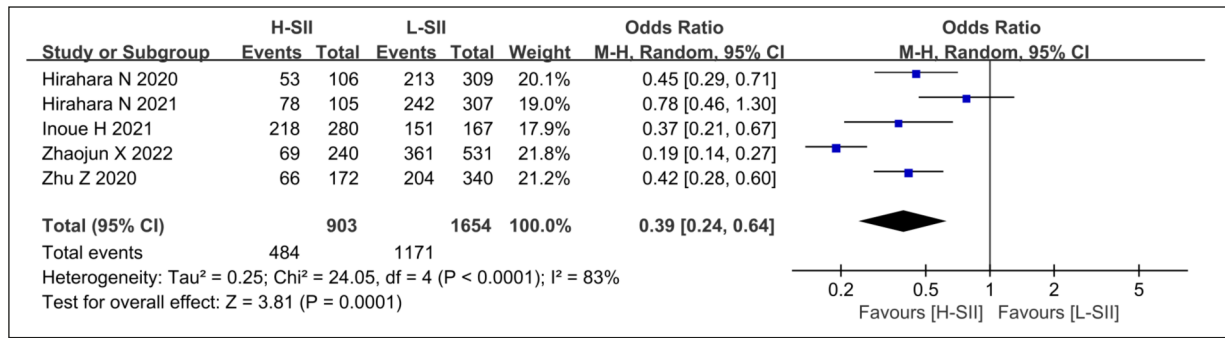 H-SII L-SII Odds Ratio Odds Ratio
Study or Subgroup Events Total Events Total Weight M-H, Random, 95% CI M-H, Random, 95% CI
Hirahara N 2020 53 106 213 309 20.1% 0.45 [0.29, 0.71]
Hirahara N 2021 78 105 242 307 19.0% 0.78 [0.46, 1.30]
Inoue H 2021 218 280 151 167 17.9% 0.37 [0.21, 0.67]
Zhaojun X 2022 69 240 361 531 21.8% 0.19 [0.14, 0.27]
Zhu Z 2020 66 172 204 340 21.2% 0.42 [0.28, 0.60]
Total (95% CI) 903 1654 100.0% 0.39 [0.24, 0.64]
Total events 484 1171
Heterogeneity: Tau² = 0.25; Chi² = 24.05, df = 4 (P < 0.0001); I² = 83%
Test for overall effect: Z = 3.81 (P = 0.0001)
0.2 0.5 1 2 5
Favours [H-SII] Favours [L-SII]